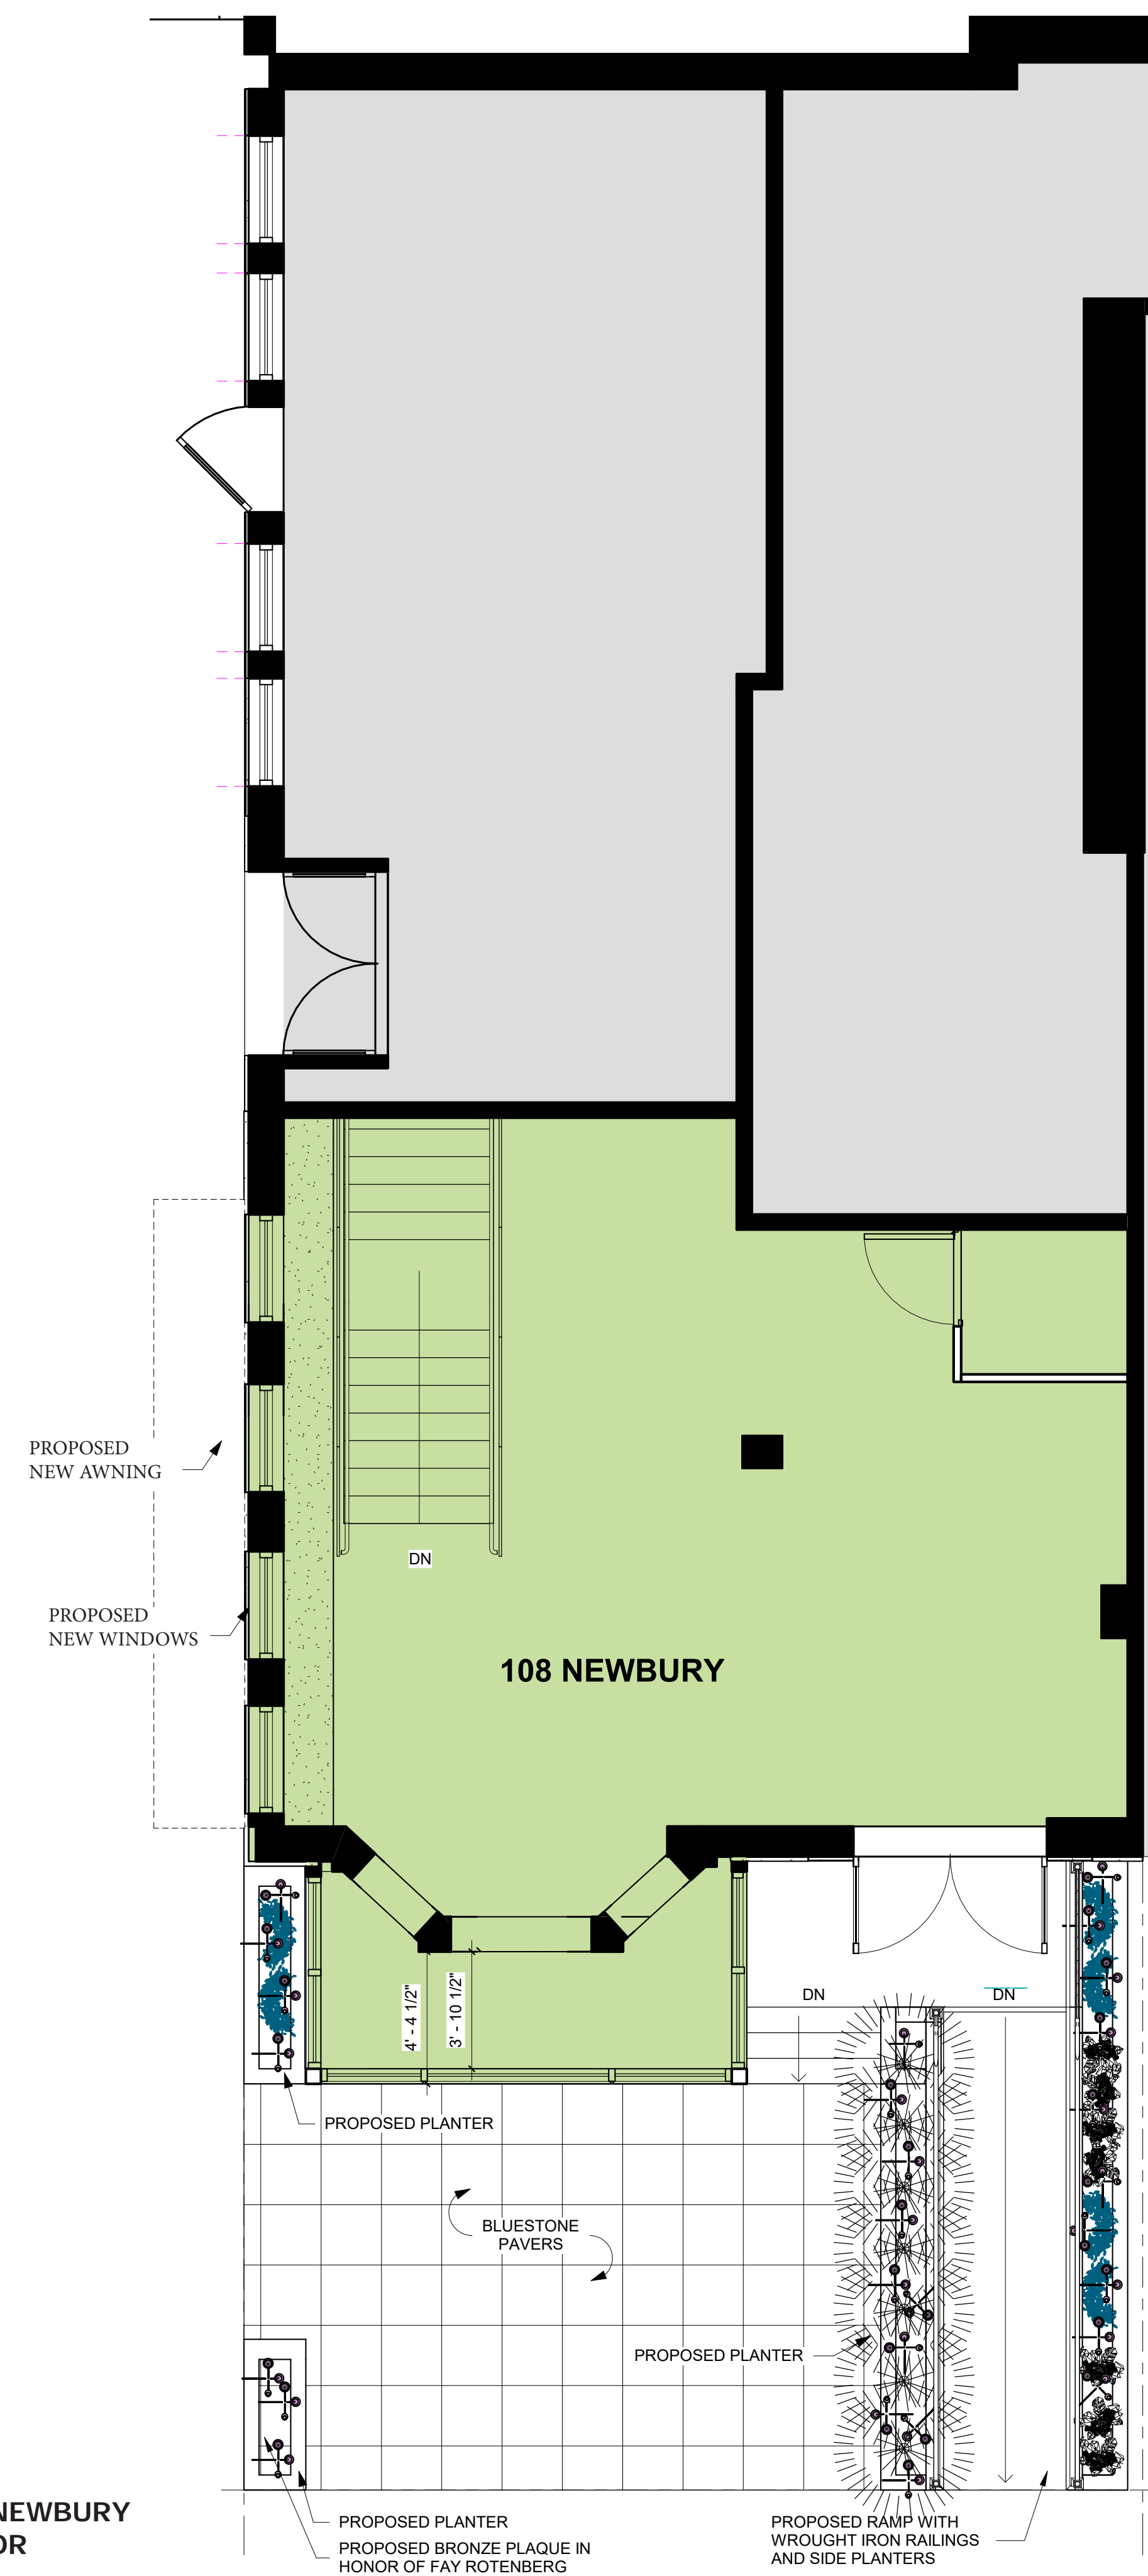 PROPOSED
NEW AWNING
DN
PROPOSED
NEW WINDOWS
108 NEWBURY
4' - 4 1/2"
3' - 10 1/2"
DN
DN
PROPOSED PLANTER
BLUESTONE
PAVERS
PROPOSED PLANTER
NEWBURY
OR
PROPOSED PLANTER
PROPOSED BRONZE PLAQUE IN
HONOR OF FAY ROTENBERG
PROPOSED RAMP WITH
WROUGHT IRON RAILINGS
AND SIDE PLANTERS